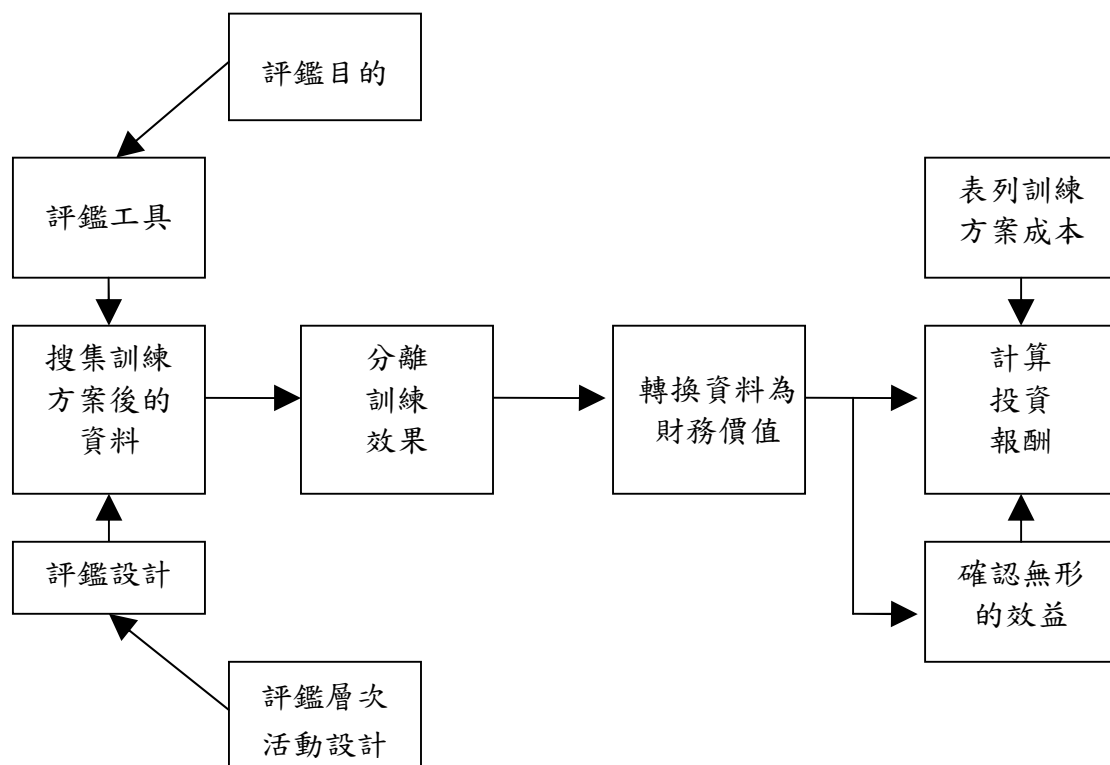 評鑑目的
評鑑工具
表列訓練
方案成本
搜集訓練
方案後的
資料
分離
訓練
效果
轉換資料為
財務價值
計算
投資
報酬
評鑑設計
確認無形
的效益
評鑑層次
活動設計